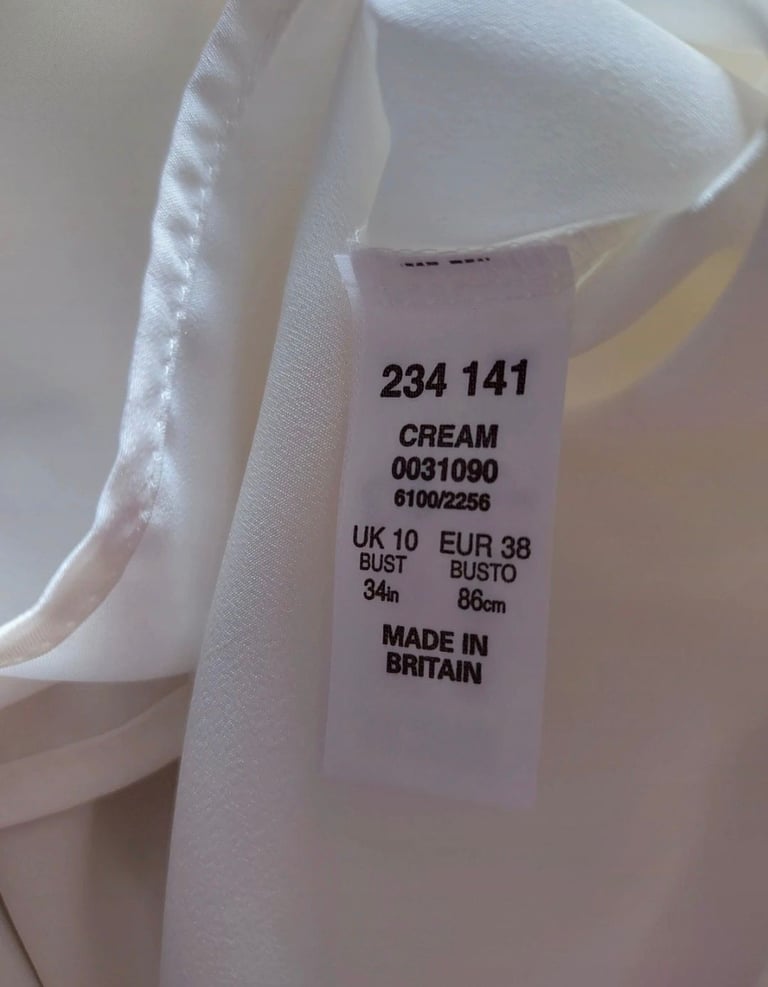 234 141
CREAM
0031090
6100/2256
UK 10 EUR 38
BUST BUSTO
34in 86cm
MADE IN
BRITAIN